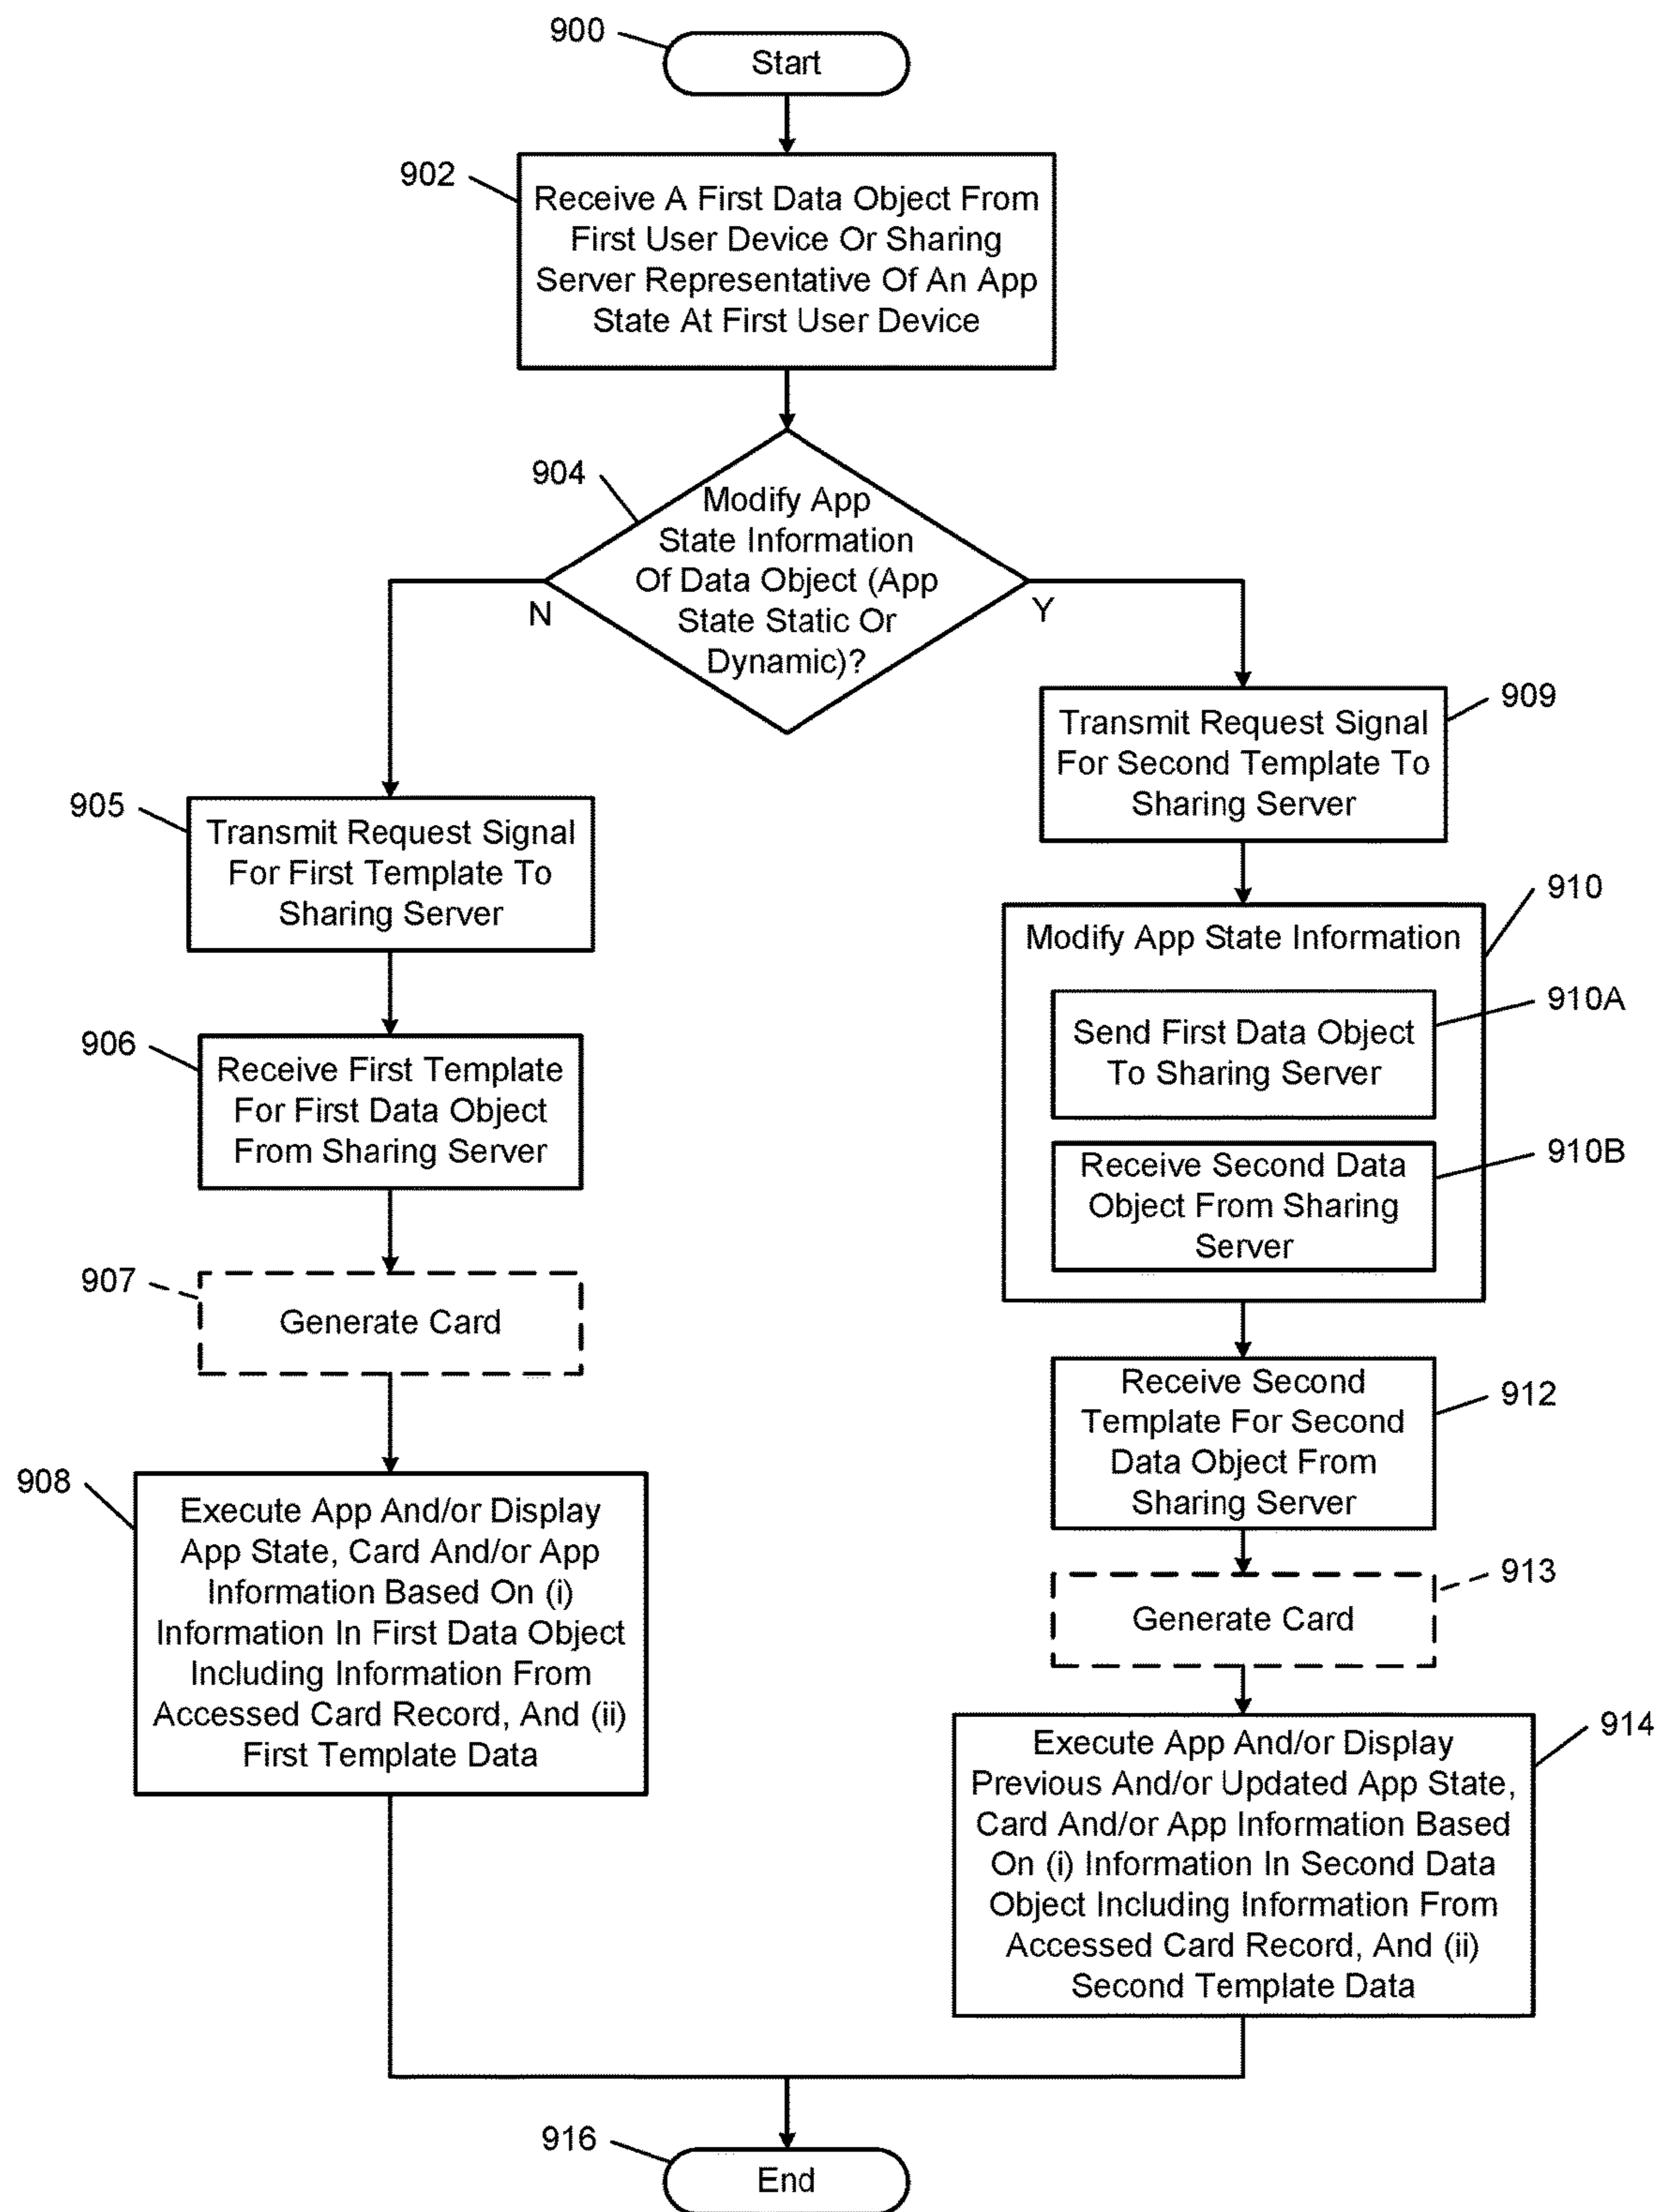 900
Start
902
Receive A First Data Object From
First User Device Or Sharing
Server Representative Of An App
State At First User Device
904
Modify App
State Information
Of Data Object (App
State Static Or
Dynamic)?
N
Y
905
Transmit Request Signal
For First Template To
Sharing Server
906
Receive First Template
For First Data Object
From Sharing Server
907
Generate Card
908
Execute App And/or Display
App State, Card And/or App
Information Based On (i)
Information In First Data Object
Including Information From
Accessed Card Record, And (ii)
First Template Data
909
Transmit Request Signal
For Second Template To
Sharing Server
910
Modify App State Information
910A
Send First Data Object
To Sharing Server
910B
Receive Second Data
Object From Sharing
Server
912
Receive Second
Template For Second
Data Object From
Sharing Server
913
Generate Card
914
Execute App And/or Display
Previous And/or Updated App State,
Card And/or App Information Based
On (i) Information In Second Data
Object Including Information From
Accessed Card Record, And (ii)
Second Template Data
916
End